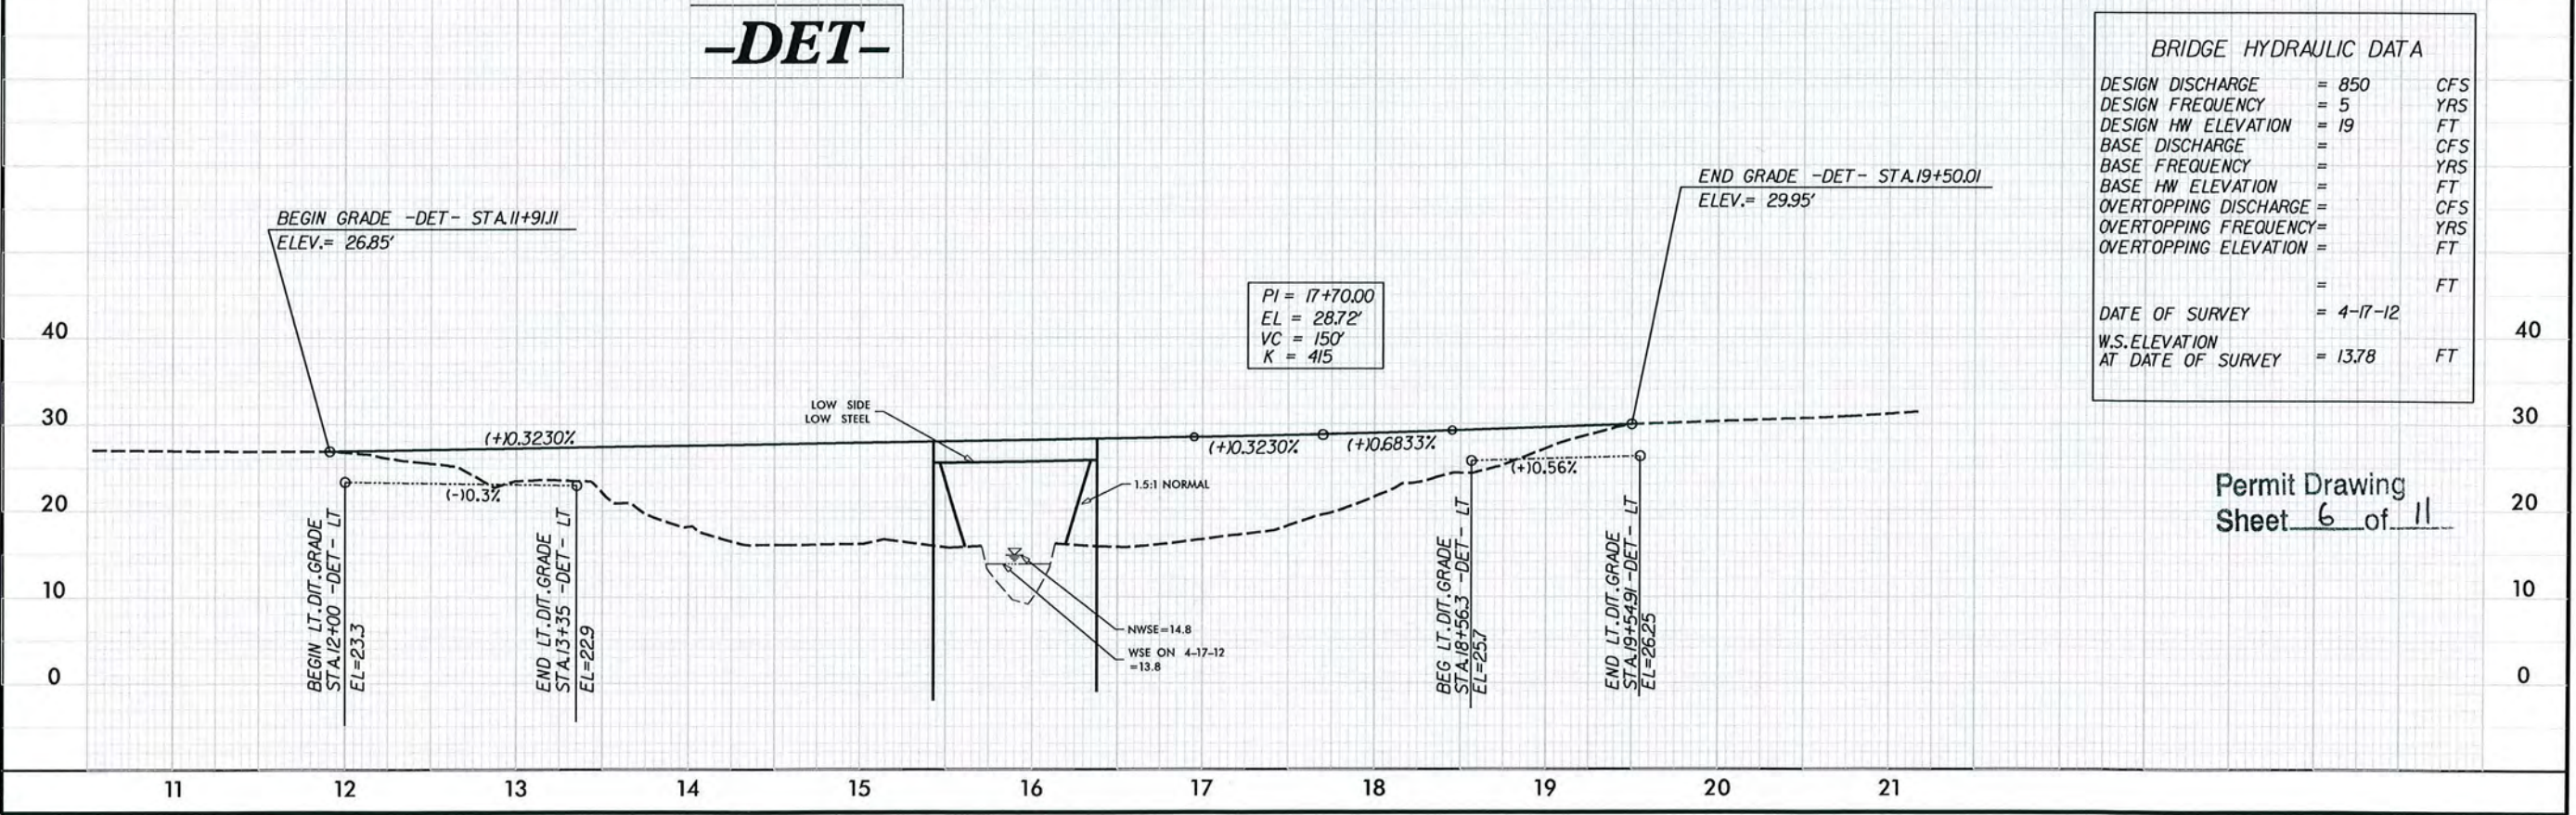 -DET-
BRIDGE HYDRAULIC DATA
DESIGN DISCHARGE = 850 CFS
DESIGN FREQUENCY = 5 YRS
DESIGN HW ELEVATION = 19 FT
BASE DISCHARGE = CFS
BASE FREQUENCY = YRS
BASE HW ELEVATION = FT
OVERTOPPING DISCHARGE = CFS
OVERTOPPING FREQUENCY= YRS
OVERTOPPING ELEVATION = FT
= FT
DATE OF SURVEY = 4-17-12
W.S.ELEVATION
AT DATE OF SURVEY = 13.78 FT
END GRADE -DET- STA.19+50.01
ELEV.= 29.95'
BEGIN GRADE -DET- STA.11+91.11
ELEV.= 26.85'
PI = 17+70.00
EL = 28.72'
VC = 150'
K = 415
40
40
LOW SIDE
LOW STEEL
30
30
(+)0.3230%
(+)0.3230%
(+)0.6833%
(+)0.56%
(-)0.3%
1.5:1 NORMAL
Permit Drawing
Sheet 6 of 11
20
20
BEGIN LT.DIT.GRADE
STA.12+00 -DET- LT
EL=23.3
END LT.DIT.GRADE
STA.13+35 -DET- LT
EL=22.9
BEG LT.DIT.GRADE
STA.18+56.3 -DET- LT
EL=25.7
END LT.DIT.GRADE
STA.19+54.91 -DET- LT
EL=26.25
10
10
NWSE=14.8
WSE ON 4-17-12
=13.8
0
0
11 12 13 14 15 16 17 18 19 20 21